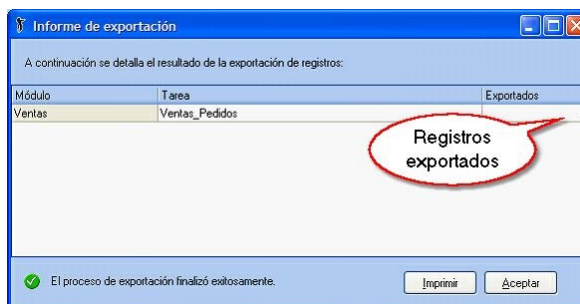 Informe de exportación
A continuación se detalla el resultado de la exportación de registros:
Módulo Tarea Exportados
Ventas Ventas_Pedidos
Registros
exportados
El proceso de exportación finalizó exitosamente. Imprimir Aceptar